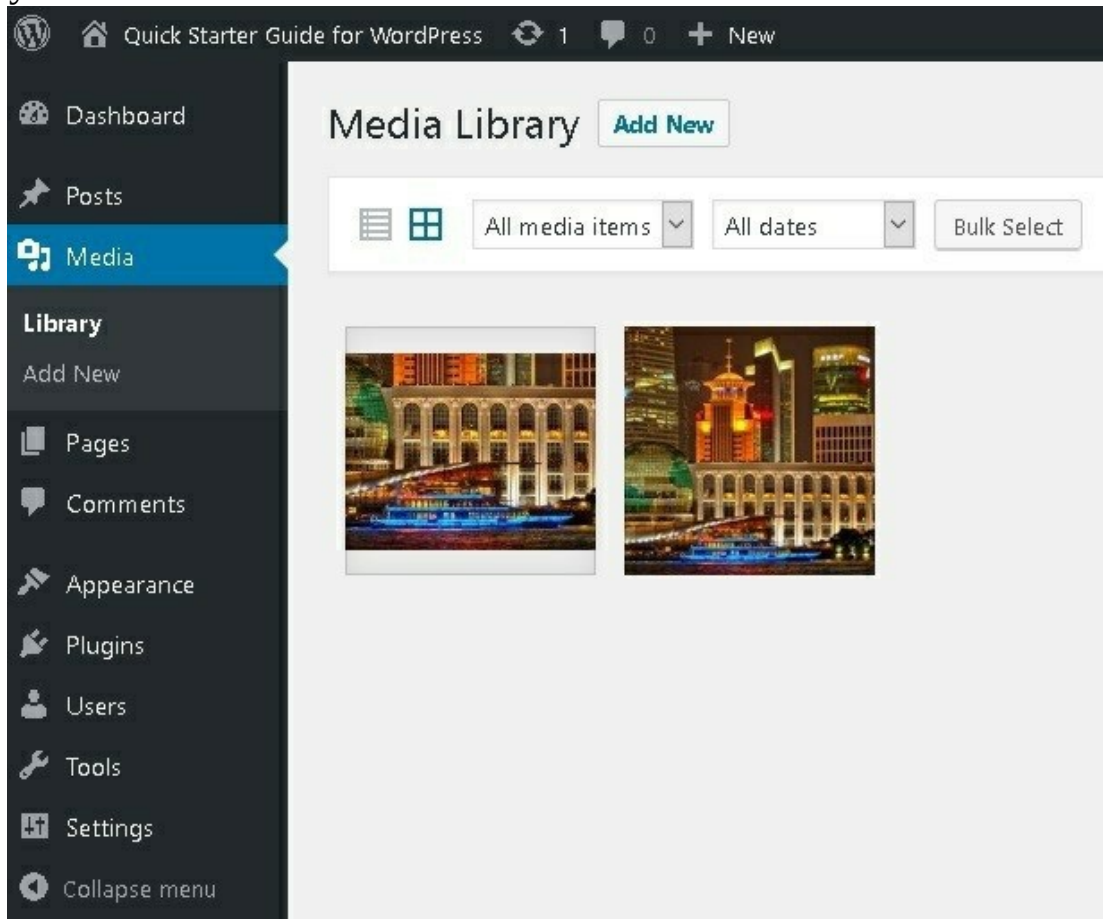 Quick Starter Guide for WordPress 1 0 + New
Dashboard
Posts
Media
Library
Add New
Pages
Comments
Appearance
Plugins
Users
Tools
Settings
Collapse menu
Media Library Add New
All media items All dates Bulk Select